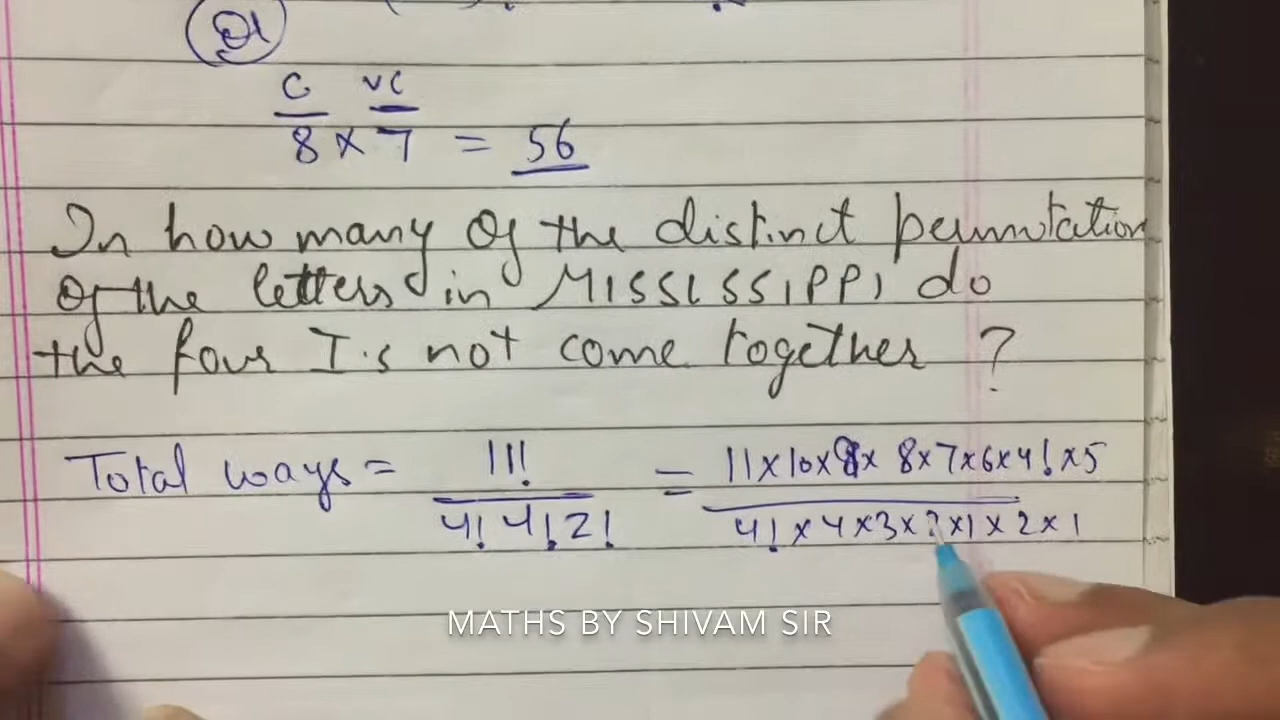 Q1
C VC
8 × 7 = 56
In how many of the distinct permutation
of the letters in MISSISSIPPI do
the four I's not come together ?
Total ways = 11! / 4! 4! 2! = 11×10×9×8×7×6×4!×5 / 4!×4×3×2×1×2×1
MATHS BY SHIVAM SIR